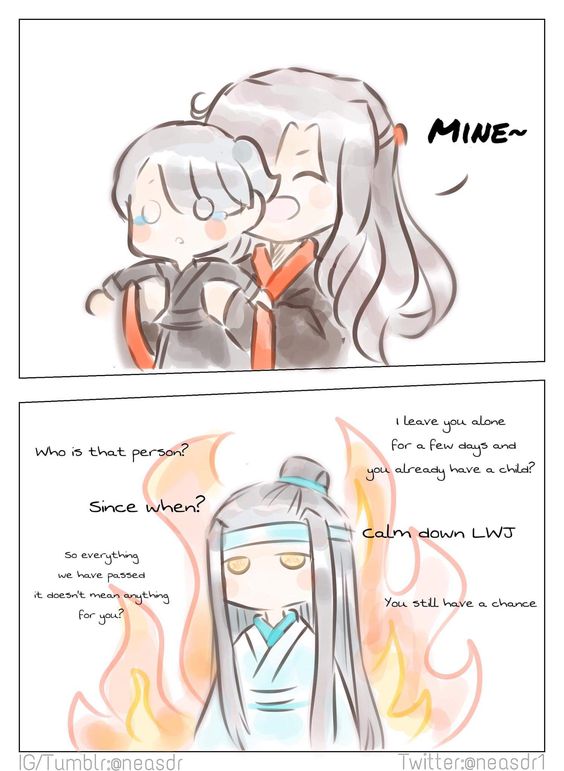 MINE~
Who is that person?
I leave you alone
for a few days and
you already have a child?
Since when?
Calm down LWJ
So everything
we have passed
it doesn't mean anything
for you?
You still have a chance
IG/Tumblr:@neasdr
Twitter:@neasdr1